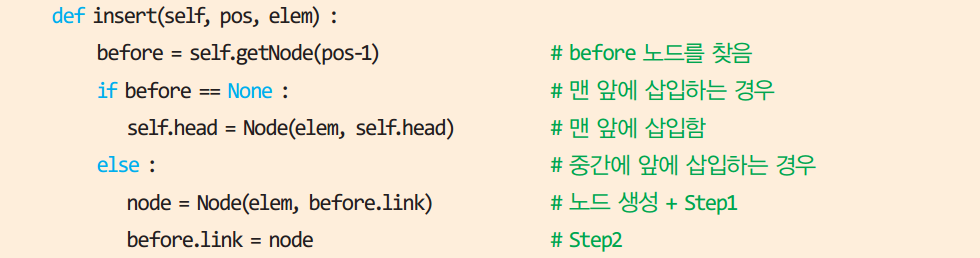 def insert(self, pos, elem) :
before = self.getNode(pos-1) # before 노드를 찾음
if before == None : # 맨 앞에 삽입하는 경우
self.head = Node(elem, self.head) # 맨 앞에 삽입함
else : # 중간에 앞에 삽입하는 경우
node = Node(elem, before.link) # 노드 생성 + Step1
before.link = node # Step2